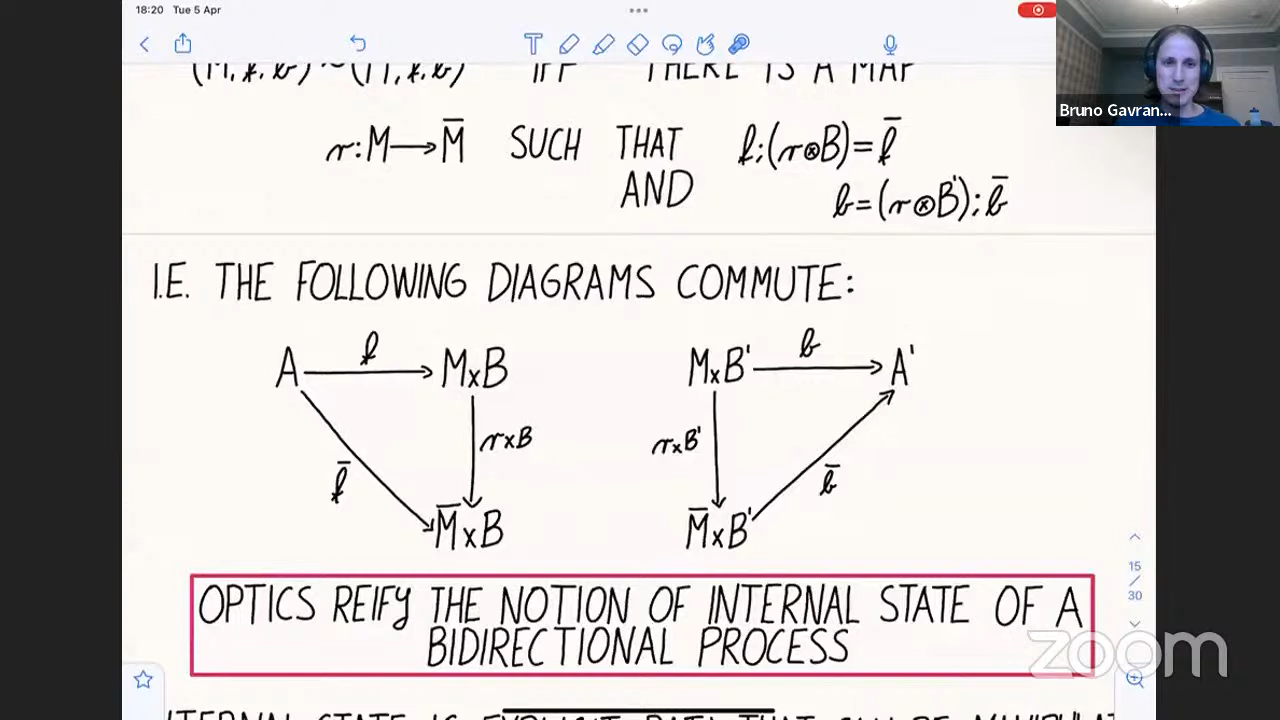 18:20 Tue 5 Apr
Bruno Gavran...
IFF THERE IS A MAP
r: M → M̄ SUCH THAT f;(r⊗B)=f̄
AND b=(r⊗B');b̄
I.E. THE FOLLOWING DIAGRAMS COMMUTE:
A f M×B M×B' b A'
r×B r×B'
f̄ b̄
M̄×B M̄×B'
15
/
30
OPTICS REIFY THE NOTION OF INTERNAL STATE OF A
BIDIRECTIONAL PROCESS
zoom